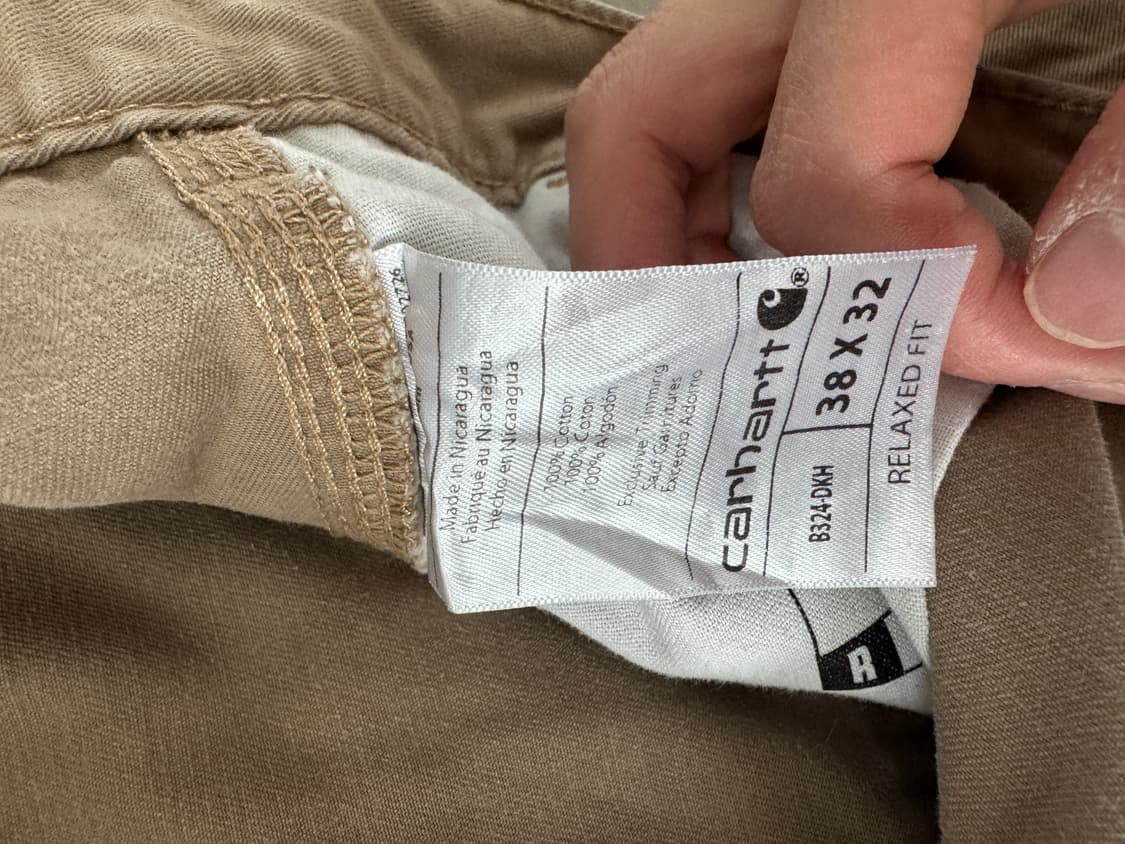 Made in Nicaragua
Fabriqué au Nicaragua
Hecho en Nicaragua
100% Cotton
100% Coton
100% Algodon
Exclusive Trimming
Sauf Garnitures
Excepto Adorno
carhartt®
B324-DKH
38 X 32
RELAXED FIT
R